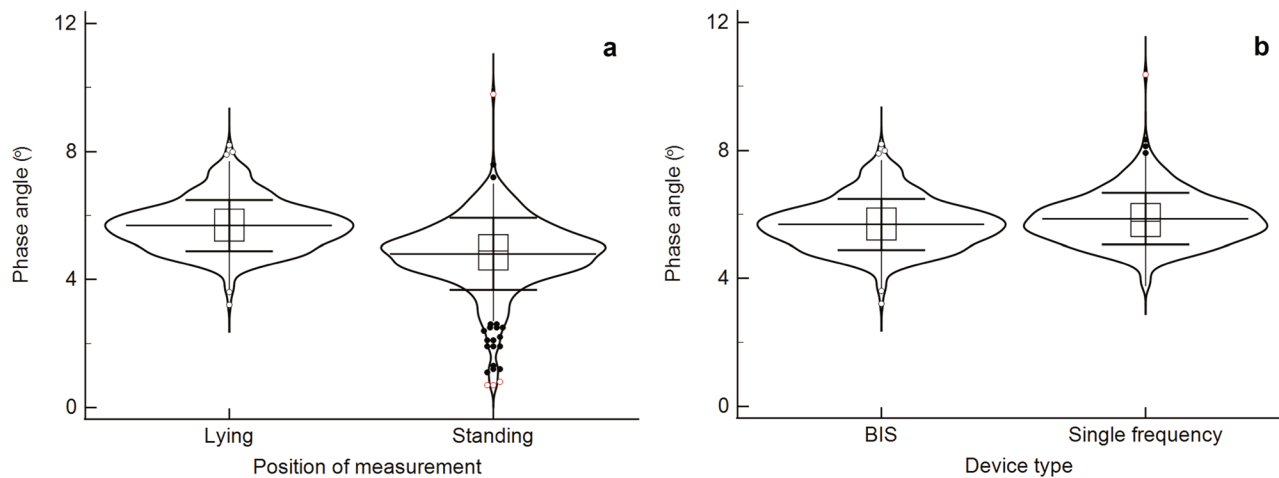 a
12
8
4
0
Phase angle (º)
Lying
Standing
Position of measurement
b
12
8
4
0
Phase angle (º)
BIS
Single frequency
Device type